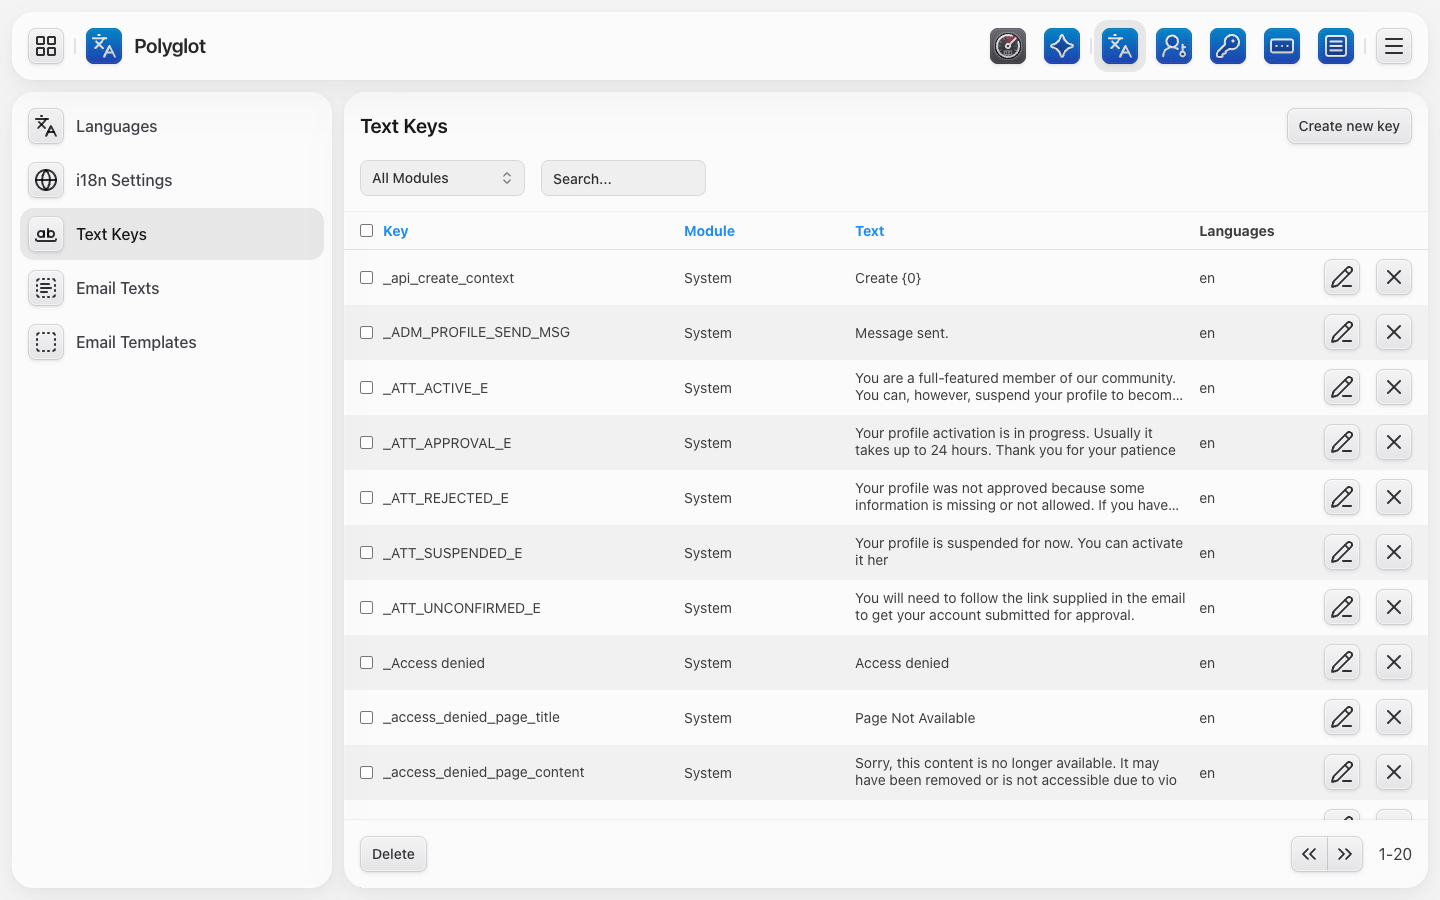 Polyglot
Languages
i18n Settings
Text Keys
Email Texts
Email Templates
Text Keys
Create new key
All Modules
Search...
Key Module Text Languages
_api_create_context System Create {0} en
_ADM_PROFILE_SEND_MSG System Message sent. en
_ATT_ACTIVE_E System You are a full-featured member of our community. en
You can, however, suspend your profile to becom...
_ATT_APPROVAL_E System Your profile activation is in progress. Usually it en
takes up to 24 hours. Thank you for your patience
_ATT_REJECTED_E System Your profile was not approved because some en
information is missing or not allowed. If you have...
_ATT_SUSPENDED_E System Your profile is suspended for now. You can activate en
it her
_ATT_UNCONFIRMED_E System You will need to follow the link supplied in the email en
to get your account submitted for approval.
_Access denied System Access denied en
_access_denied_page_title System Page Not Available en
_access_denied_page_content System Sorry, this content is no longer available. It may en
have been removed or is not accessible due to vio
Delete
1-20